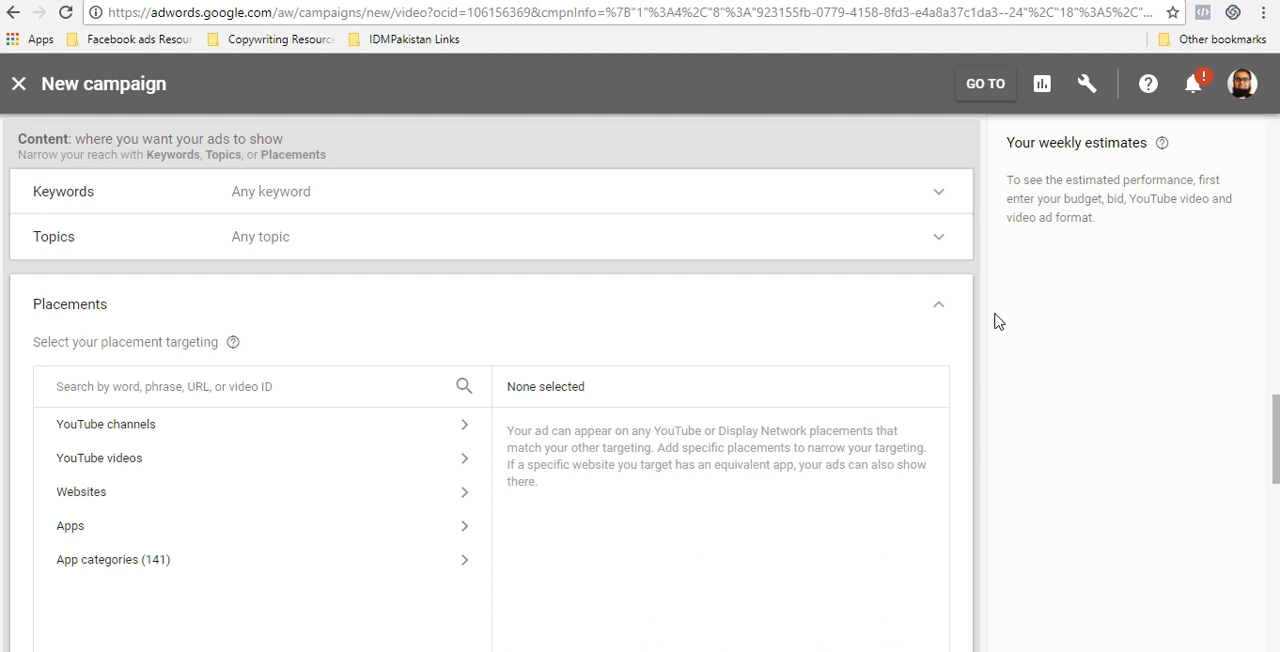 https://adwords.google.com/aw/campaigns/new/video?ocid=106156369&cmpnInfo=%7B"1"%3A4%2C"8"%3A"923155fb-0779-4158-8fd3-e4a8a37c1da3--24"%2C"18"%3A5%2C"...
Apps Facebook ads Resour Copywriting Resourc IDMPakistan Links Other bookmarks
New campaign GO TO
Content: where you want your ads to show
Narrow your reach with Keywords, Topics, or Placements
Keywords Any keyword
Topics Any topic
Placements
Select your placement targeting
Search by word, phrase, URL, or video ID
YouTube channels
YouTube videos
Websites
Apps
App categories (141)
None selected
Your ad can appear on any YouTube or Display Network placements that
match your other targeting. Add specific placements to narrow your targeting.
If a specific website you target has an equivalent app, your ads can also show
there.
Your weekly estimates
To see the estimated performance, first
enter your budget, bid, YouTube video and
video ad format.